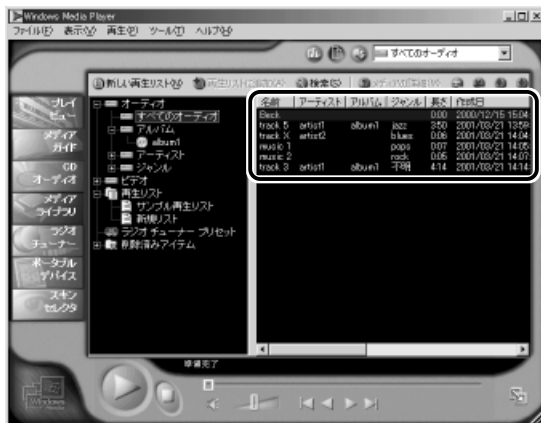 Windows Media Player
ファイル(F) 表示(V) 再生(P) ツール(T) ヘルプ(H)
すべてのオーディオ
新しい再生リスト(N) 再生リストに追加(A) 検索(S)
プレイビュー
メディアガイド
CDオーディオ
メディアライブラリ
ラジオチューナー
ポータブルデバイス
スキンセレクタ
オーディオ
すべてのオーディオ
アルバム
album1
アーティスト
ジャンル
ビデオ
再生リスト
サンプル再生リスト
新規リスト
ラジオ チューナー プリセット
削除済みアイテム
名前 アーティスト アルバム ジャンル 長さ 作成日
Beck 0:00 2000/12/15 15:04
track 5 artist1 album1 jazz 3:50 2001/03/21 13:59
track X artist2 blues 0:06 2001/03/21 14:04
music 1 pops 0:07 2001/03/21 14:05
music 2 rock 0:05 2001/03/21 14:07
track 3 artist1 album1 不明 4:14 2001/03/21 14:14
準備完了
Windows Media